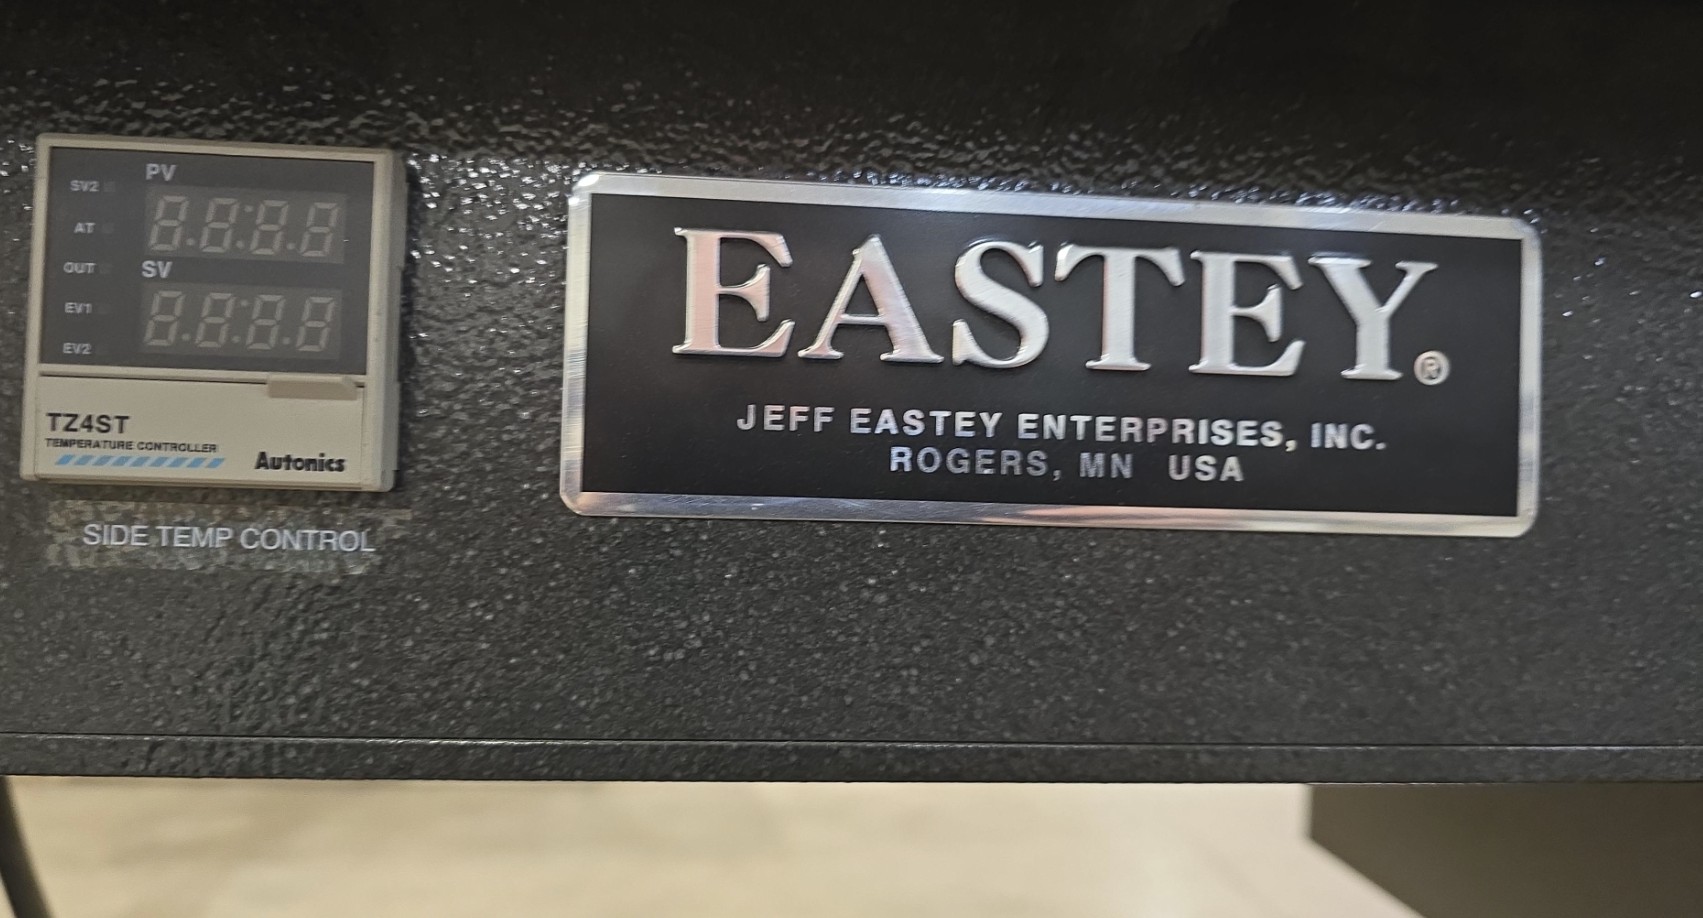 PV
SV2
AT
OUT
SV
EV1
EV2
TZ4ST
TEMPERATURE CONTROLLER
Autonics
SIDE TEMP CONTROL
EASTEY®
JEFF EASTEY ENTERPRISES, INC.
ROGERS, MN USA